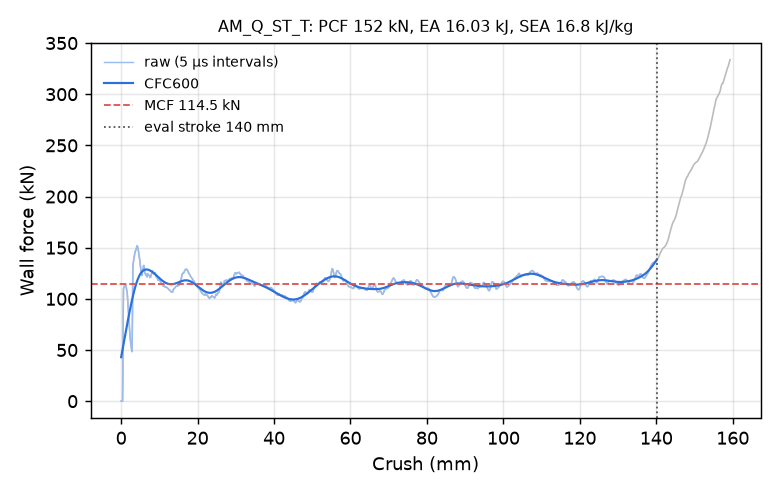 AM_Q_ST_T: PCF 152 kN, EA 16.03 kJ, SEA 16.8 kJ/kg
raw (5 µs intervals)
CFC600
MCF 114.5 kN
eval stroke 140 mm
Wall force (kN)
350
300
250
200
150
100
50
0
0 20 40 60 80 100 120 140 160
Crush (mm)